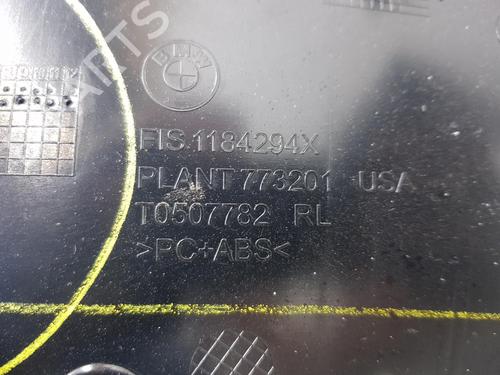 BMW
FIS 1184294X
PLANT 773201 USA
T0507782 RL
>PC+ABS<